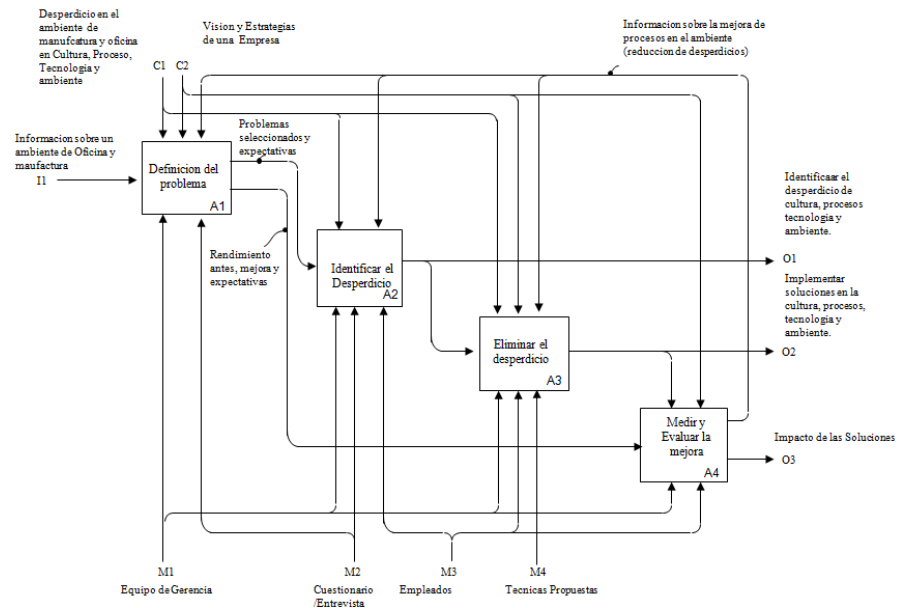 Desperdicio en el
ambiente de
manufcatura y oficina
en Cultura, Proceso,
Tecnologia y
ambiente
Vision y Estrategias
de una Empresa
Informacion sobre la mejora de
procesos en el ambiente
(reduccion de desperdicios)
C1
C2
Informacion sobre un
ambiente de Oficina y
maufactura
I1
Definicion del
problema
A1
Problemas
seleccionados y
expectativas
Rendimiento
antes, mejora y
expectativas
Identificar el
Desperdicio
A2
Identificaar el
desperdicio de
cultura, procesos
tecnologia y
ambiente.
O1
Implementar
soluciones en la
cultura, procesos,
tecnologia y
ambiente.
O2
Eliminar el
desperdicio
A3
Medir y
Evaluar la
mejora
A4
Impacto de las Soluciones
O3
M1
Equipo de Gerencia
M2
Cuestionario
/Entrevista
M3
Empleados
M4
Tecnicas Propuestas